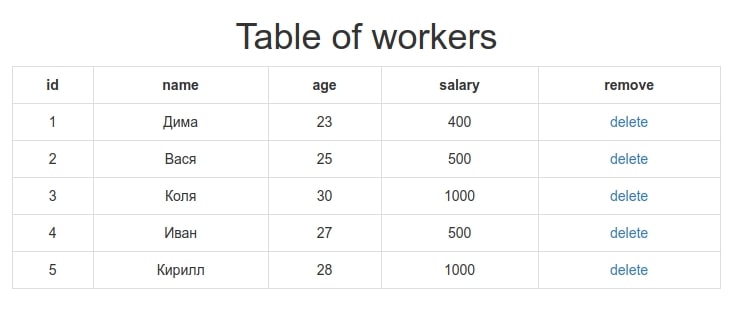 Table of workers
id name age salary remove
1 Дима 23 400 delete
2 Вася 25 500 delete
3 Коля 30 1000 delete
4 Иван 27 500 delete
5 Кирилл 28 1000 delete